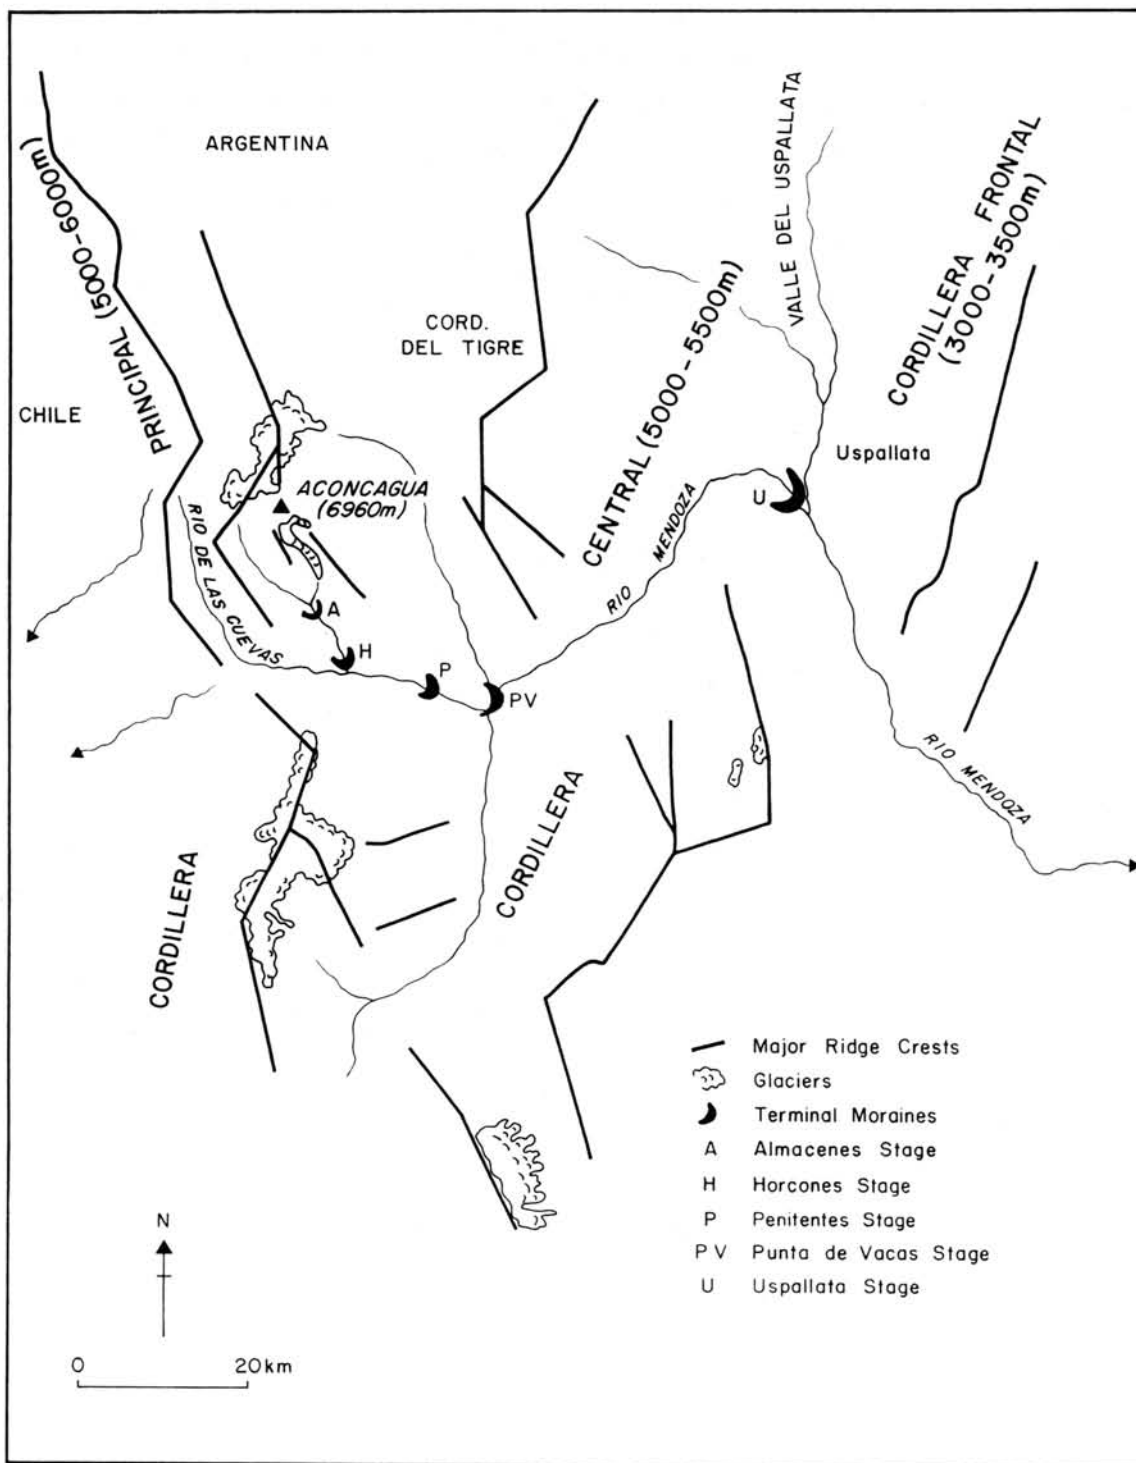 ARGENTINA
PRINCIPAL (5000-6000m)
VALLE DEL USPALLATA
CORDILLERA FRONTAL
(3000-3500m)
CORD.
DEL TIGRE
CENTRAL (5000-5500m)
CHILE
Uspallata
ACONCAGUA
(6960m)
U
RIO MENDOZA
RIO DE LAS CUEVAS
A
H
P
PV
RIO MENDOZA
CORDILLERA
CORDILLERA
Major Ridge Crests
Glaciers
Terminal Moraines
A Almacenes Stage
H Horcones Stage
P Penitentes Stage
PV Punta de Vacas Stage
U Uspallata Stage
N
0 20km